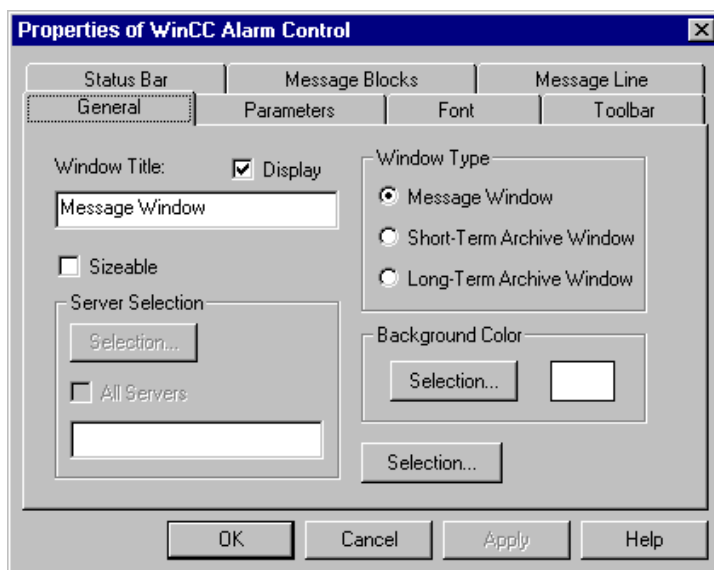 Properties of WinCC Alarm Control
Status Bar
Message Blocks
Message Line
General
Parameters
Font
Toolbar
Window Title:
Display
Message Window
Sizeable
Server Selection
Selection...
All Servers
Window Type
Message Window
Short-Term Archive Window
Long-Term Archive Window
Background Color
Selection...
Selection...
OK
Cancel
Apply
Help